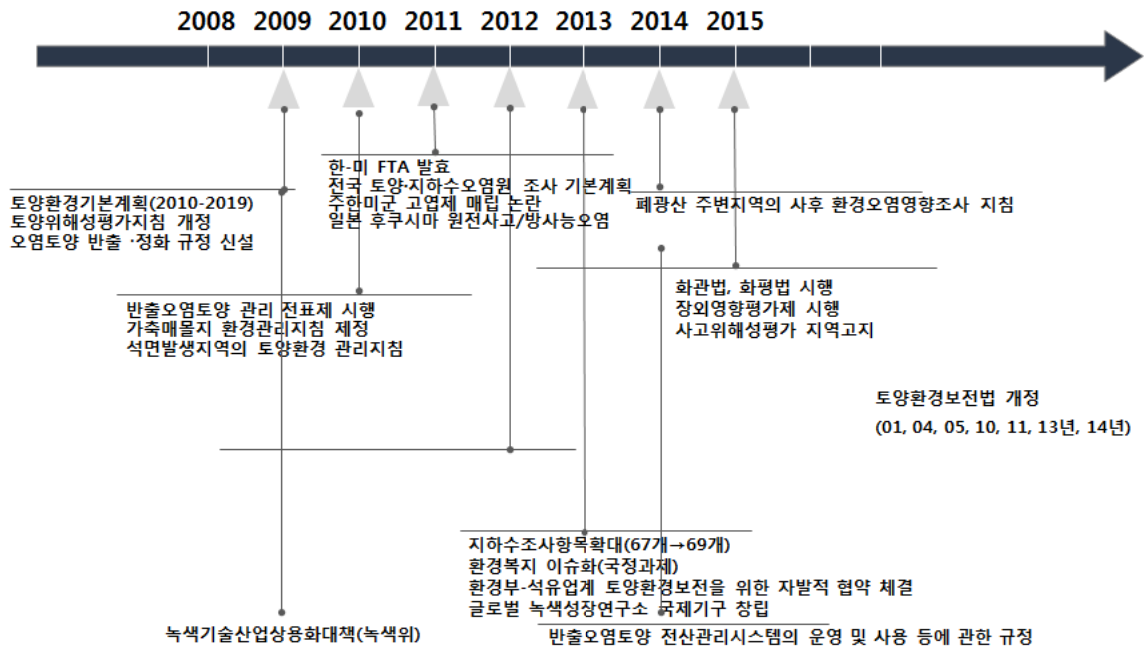 2008 2009 2010 2011 2012 2013 2014 2015
한-미 FTA 발효
전국 토양·지하수오염원 조사 기본계획
주한미군 고엽제 매립 논란
일본 후쿠시마 원전사고/방사능오염
토양환경기본계획(2010-2019)
토양위해성평가지침 개정
오염토양 반출 ·정화 규정 신설
폐광산 주변지역의 사후 환경오염영향조사 지침
화관법, 화평법 시행
장외영향평가제 시행
사고위해성평가 지역고지
반출오염토양 관리 전표제 시행
가축매몰지 환경관리지침 제정
석면발생지역의 토양환경 관리지침
토양환경보전법 개정
(01, 04, 05, 10, 11, 13년, 14년)
지하수조사항목확대(67개→69개)
환경복지 이슈화(국정과제)
환경부-석유업계 토양환경보전을 위한 자발적 협약 체결
글로벌 녹색성장연구소 국제기구 창립
녹색기술산업상용화대책(녹색위)
반출오염토양 전산관리시스템의 운영 및 사용 등에 관한 규정